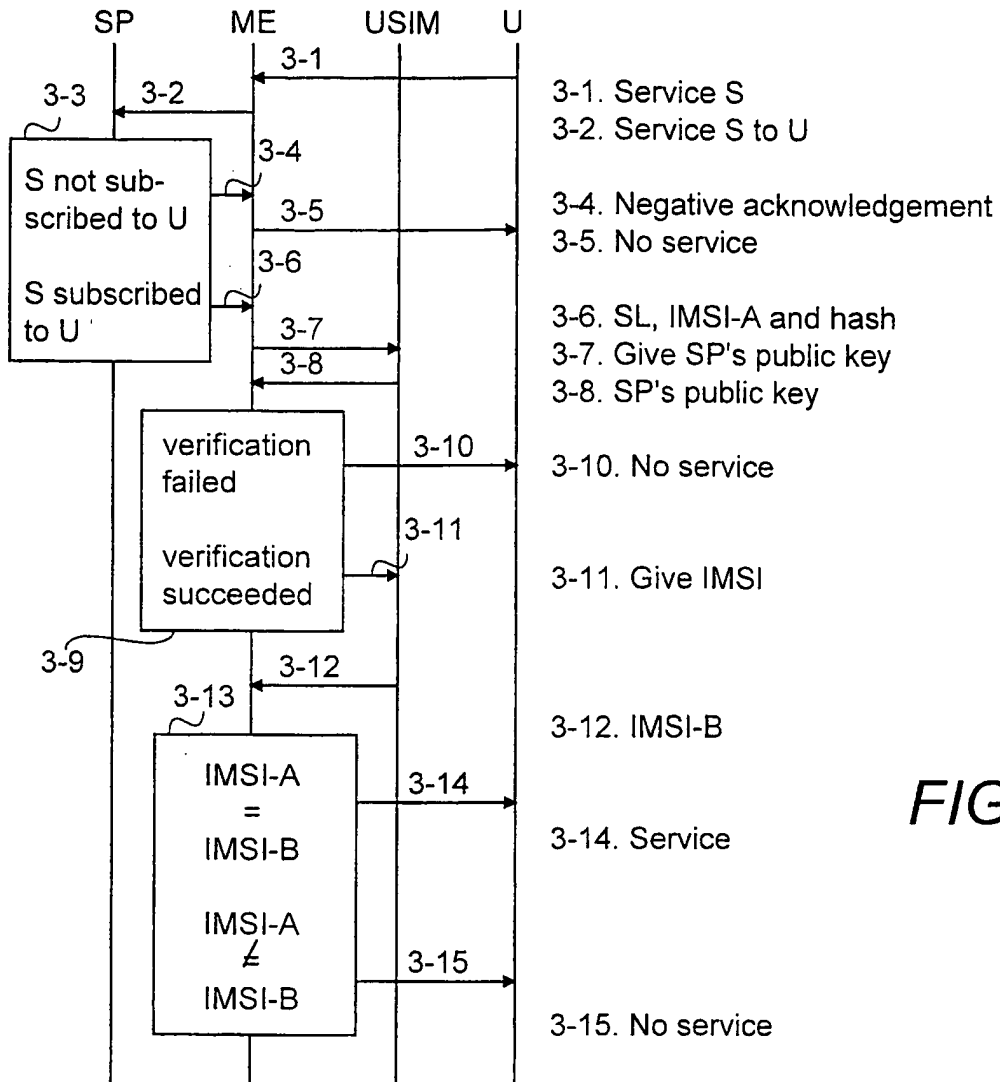 SP ME USIM U
3-1
3-1. Service S
3-2
3-2. Service S to U
3-3
S not sub-
scribed to U
3-4
3-4. Negative acknowledgement
3-5
3-5. No service
S subscribed
to U
3-6
3-6. SL, IMSI-A and hash
3-7
3-7. Give SP's public key
3-8
3-8. SP's public key
verification
failed
3-10
3-10. No service
verification
succeeded
3-11
3-11. Give IMSI
3-9
3-12
3-12. IMSI-B
3-13
IMSI-A
=
IMSI-B
3-14
3-14. Service
IMSI-A
≠
IMSI-B
3-15
3-15. No service
FIG